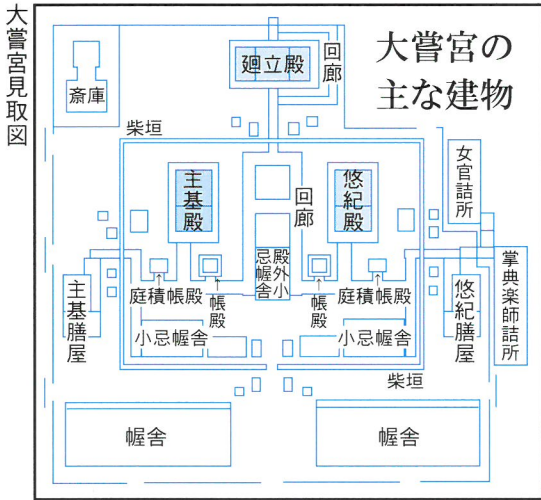 大嘗宮見取図
大嘗宮の
主な建物
廻立殿
回廊
斎庫
柴垣
主基殿
回廊
悠紀殿
女官詰所
殿外小
忌幄舎
掌典楽師詰所
主基膳屋
庭積帳殿
帳殿
帳殿
庭積帳殿
悠紀膳屋
小忌幄舎
小忌幄舎
柴垣
幄舎
幄舎